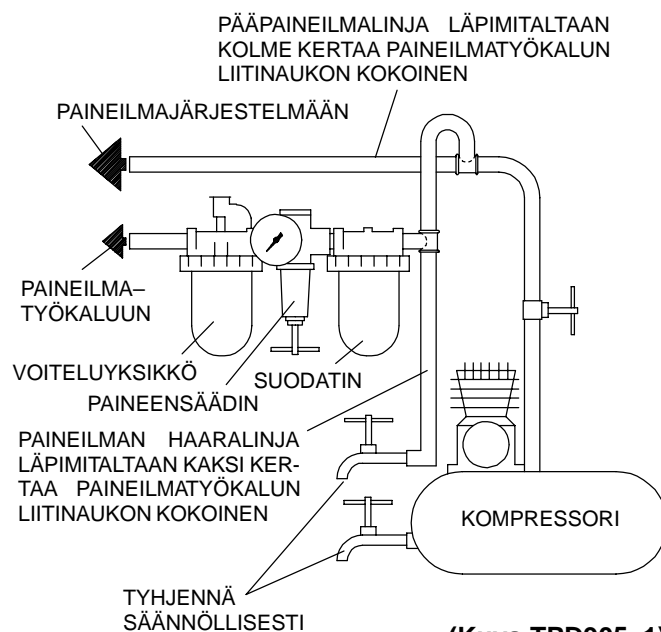 PÄÄPAINEILMALINJA LÄPIMITALTAAN
KOLME KERTAA PAINEILMATYÖKALUN
LIITINAUKON KOKOINEN
PAINEILMAJÄRJESTELMÄÄN
PAINEILMA–
TYÖKALUUN
VOITELUYKSIKKÖ
SUODATIN
PAINEENSÄÄDIN
PAINEILMAN HAARALINJA
LÄPIMITALTAAN KAKSI KER-
TAA PAINEILMATYÖKALUN
LIITINAUKON KOKOINEN
KOMPRESSORI
TYHJENNÄ
SÄÄNNÖLLISESTI